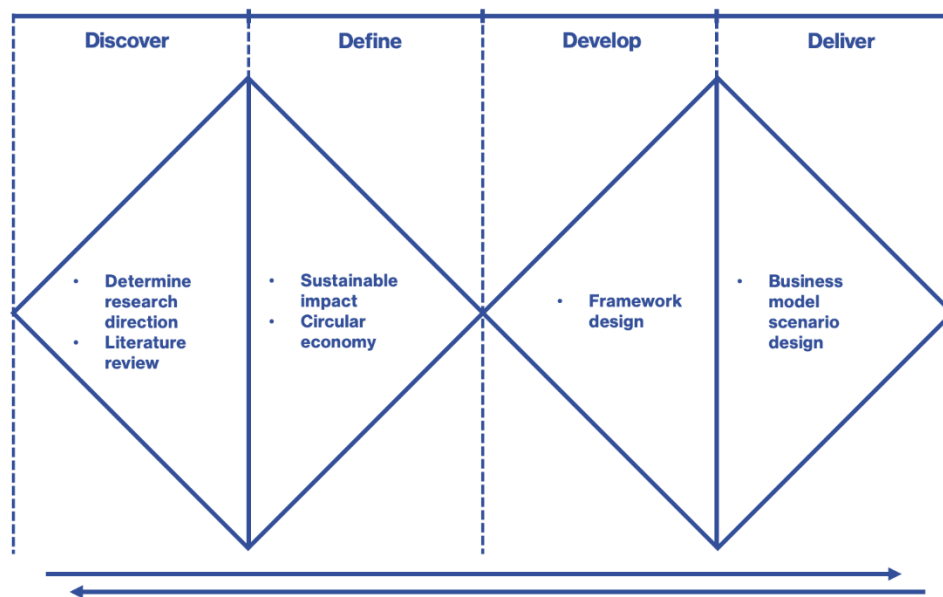 Discover
Define
Develop
Deliver
• Determine
research
direction
• Literature
review
• Sustainable
impact
• Circular
economy
• Framework
design
• Business
model
scenario
design